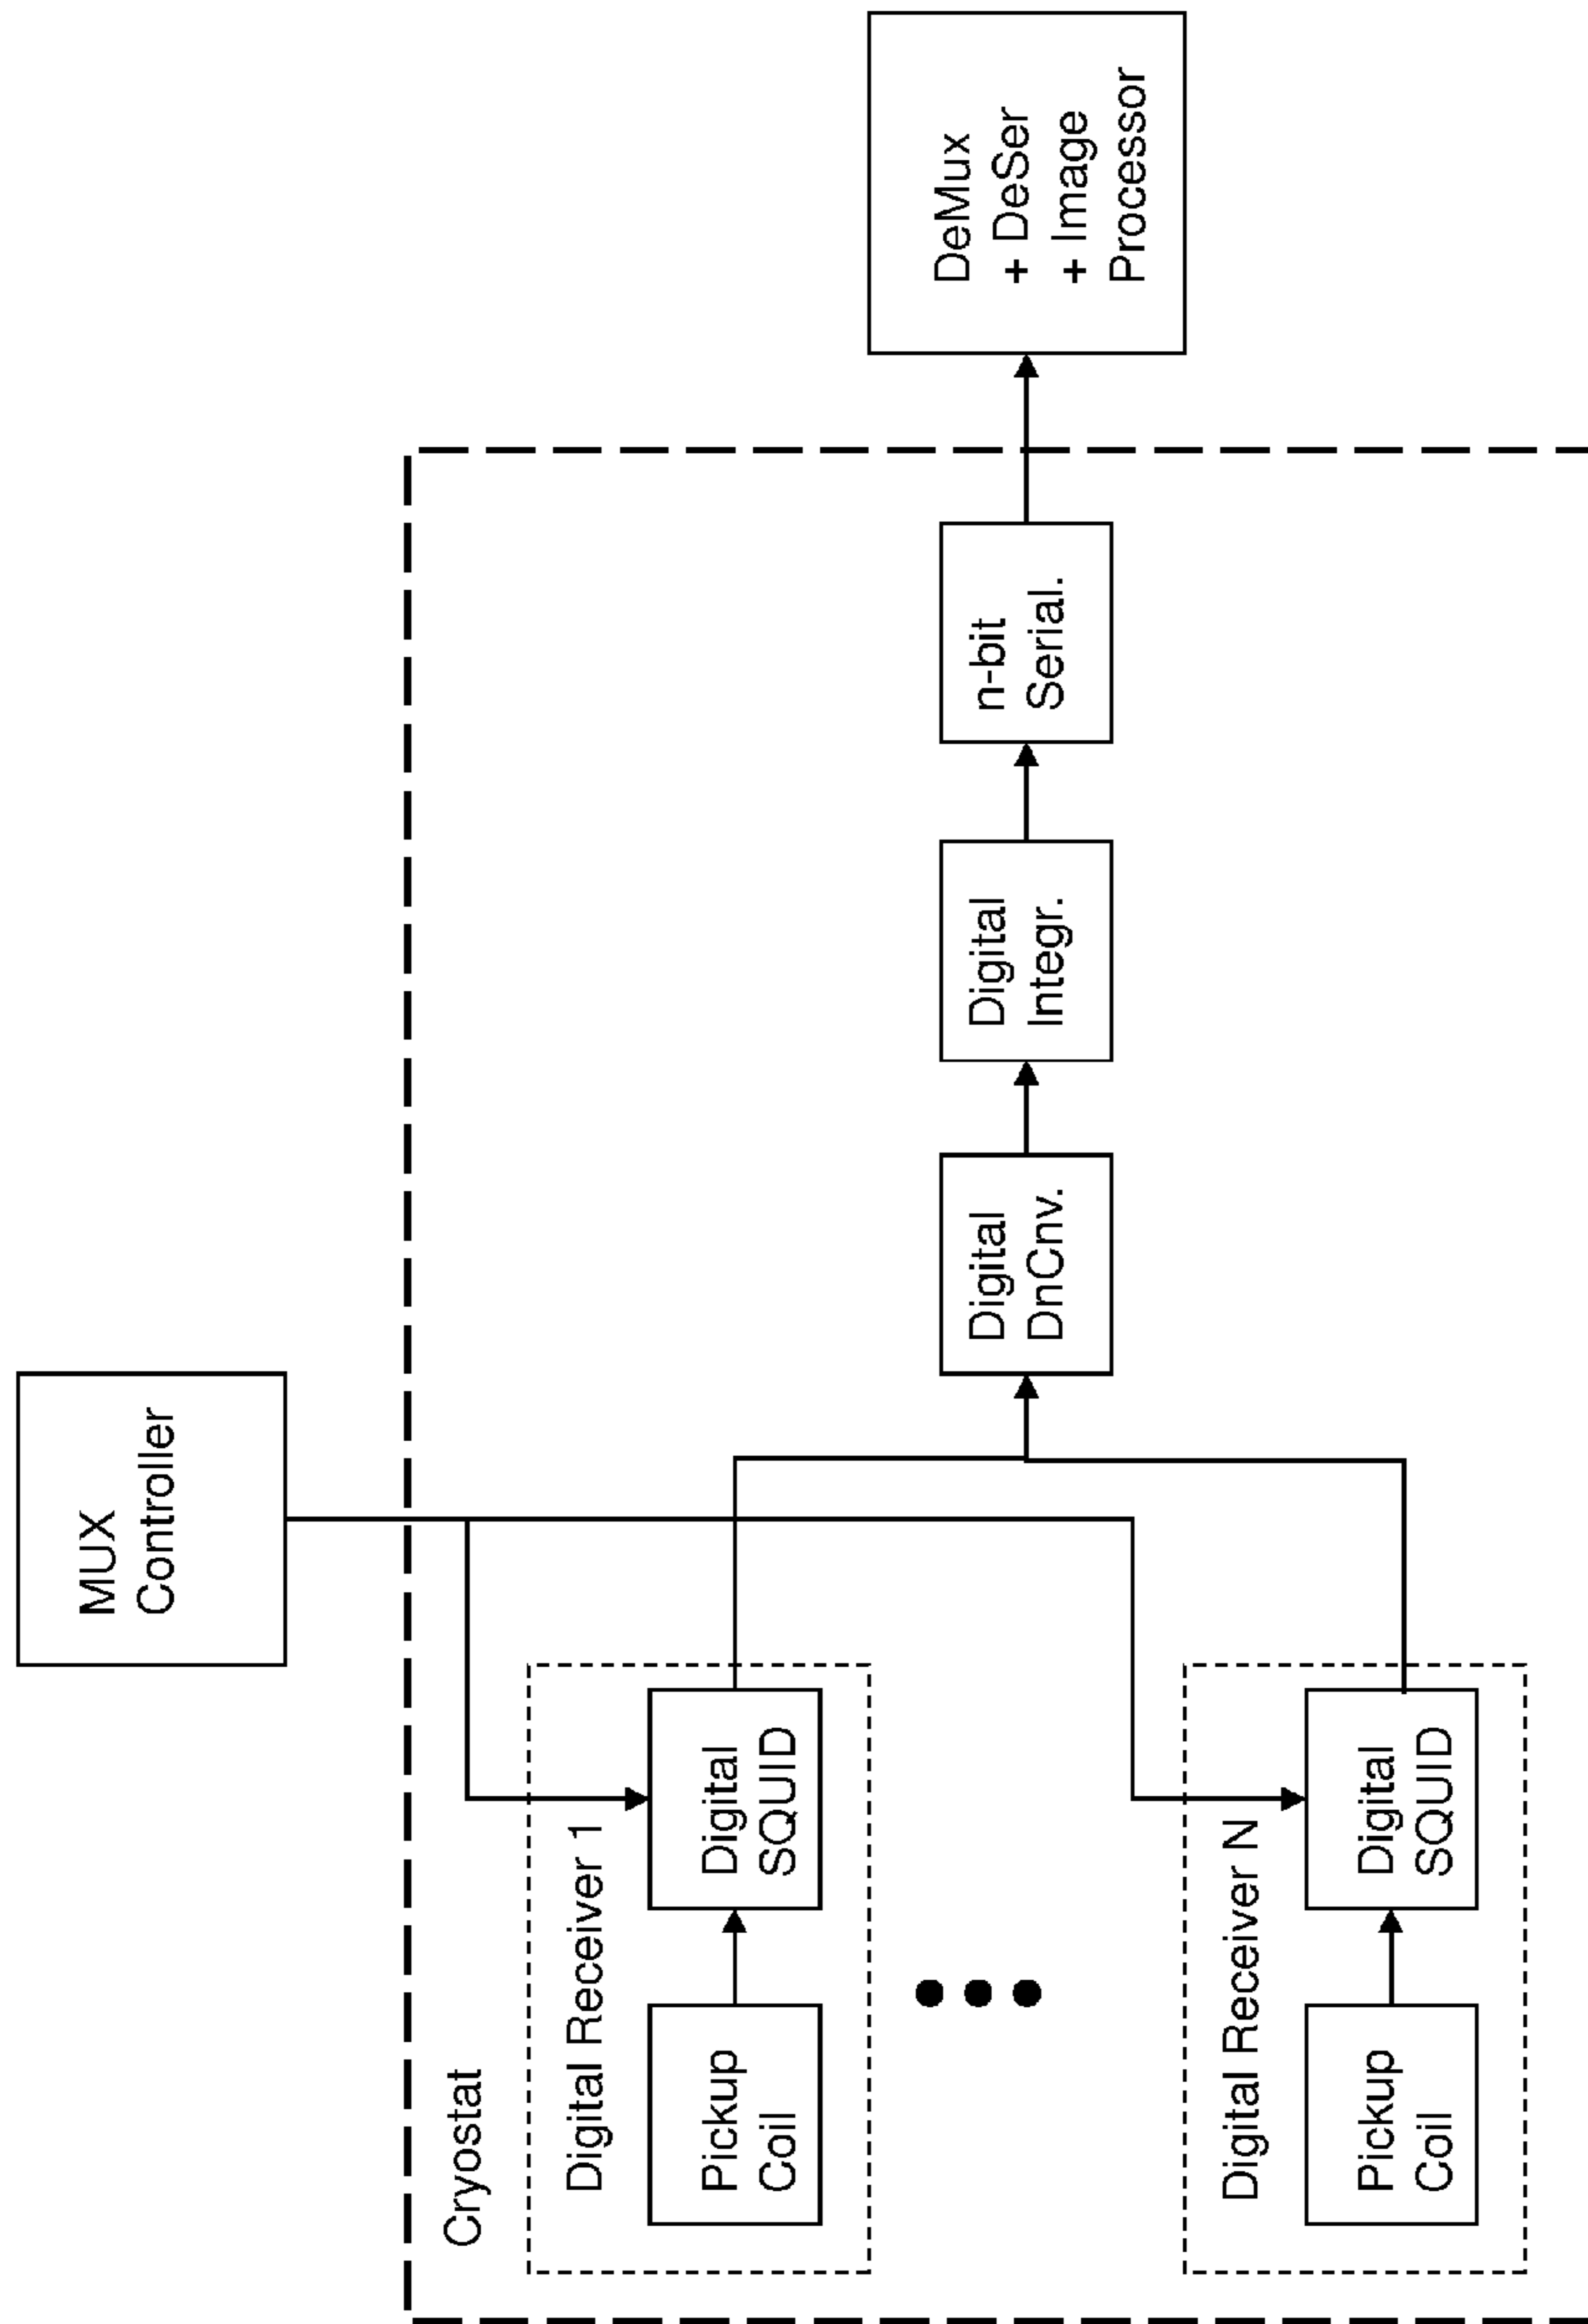 MUX
Controller
Cryostat
Digital Receiver 1
Pickup
Coil
Digital
SQUID
Digital
DnCnv.
Digital
Integr.
n-bit
Serial.
DeMux
+ DeSer
+ Image
Processor
Digital Receiver N
Pickup
Coil
Digital
SQUID